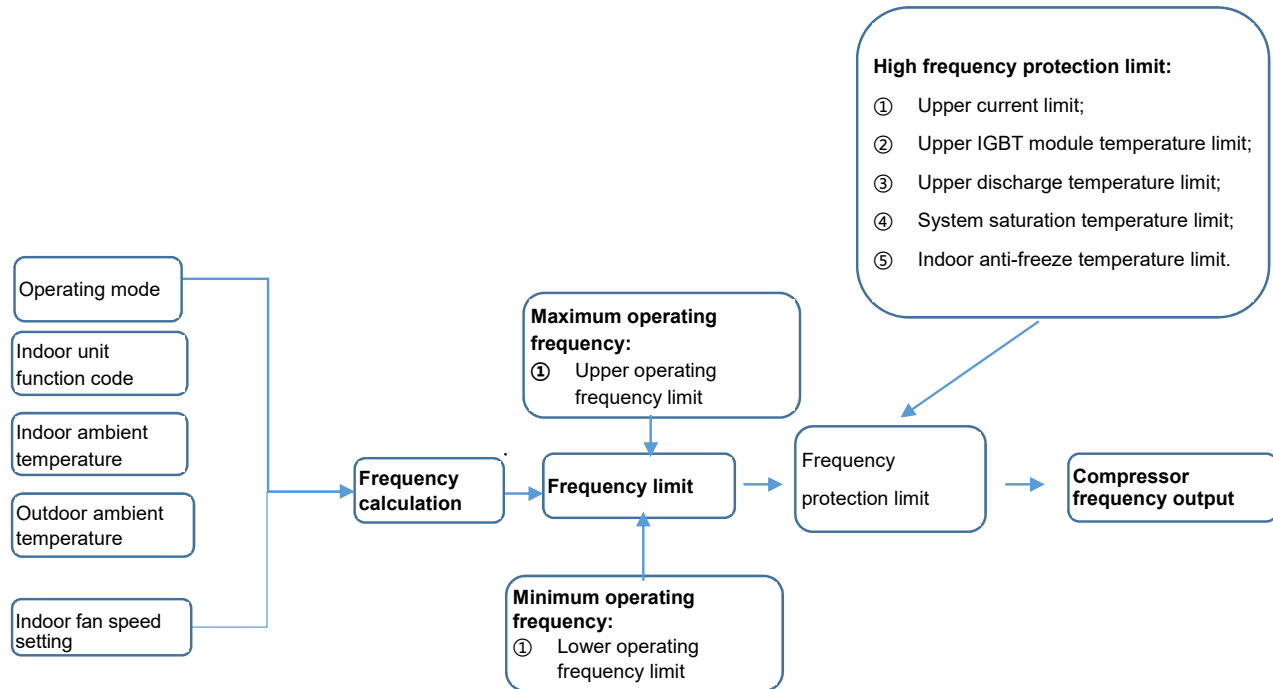 High frequency protection limit:
① Upper current limit;
② Upper IGBT module temperature limit;
③ Upper discharge temperature limit;
④ System saturation temperature limit;
⑤ Indoor anti-freeze temperature limit.
Operating mode
Indoor unit
function code
Indoor ambient
temperature
Outdoor ambient
temperature
Indoor fan speed
setting
Frequency
calculation
.
Maximum operating
frequency:
① Upper operating
frequency limit
Frequency limit
Minimum operating
frequency:
① Lower operating
frequency limit
Frequency
protection limit
Compressor
frequency output